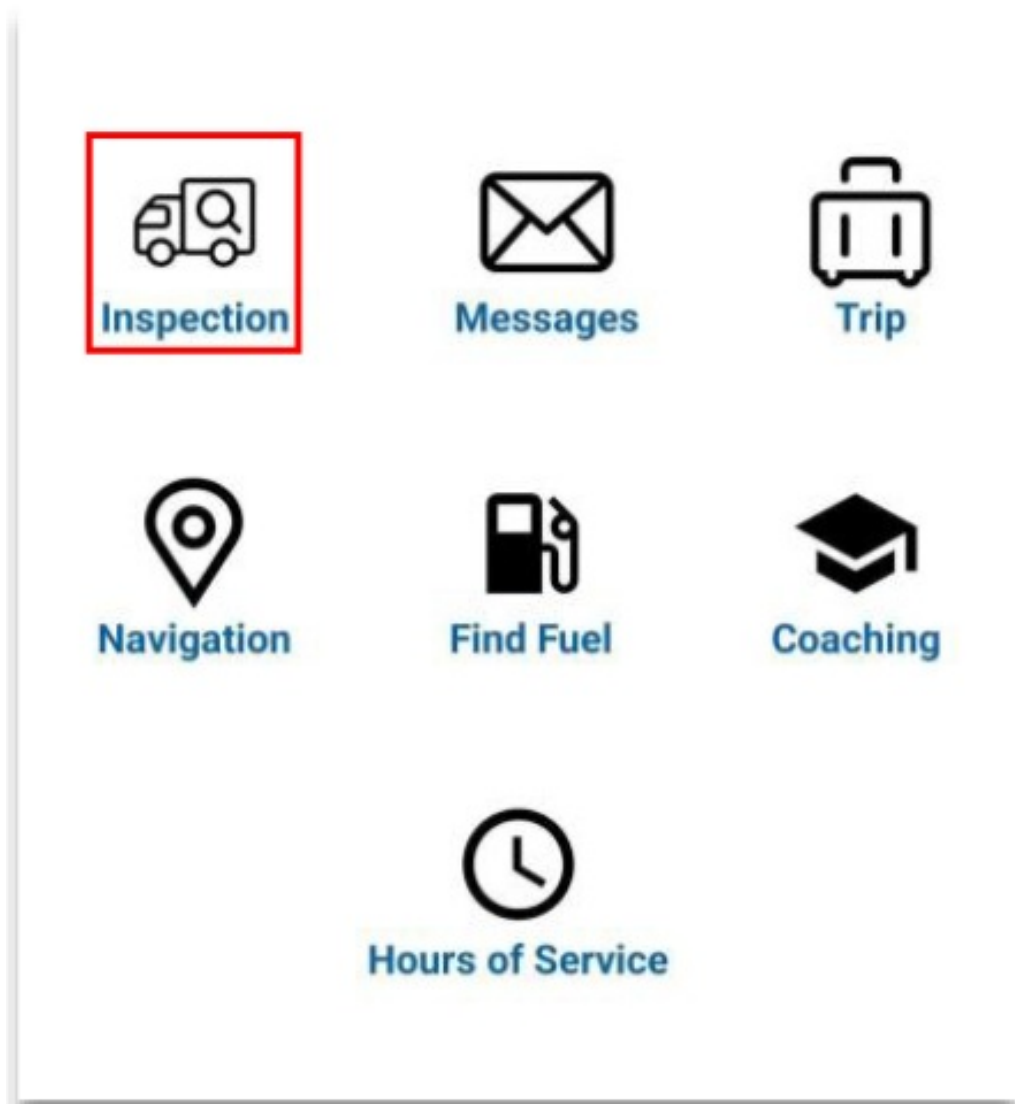 Inspection Messages Trip
Navigation Find Fuel Coaching
Hours of Service